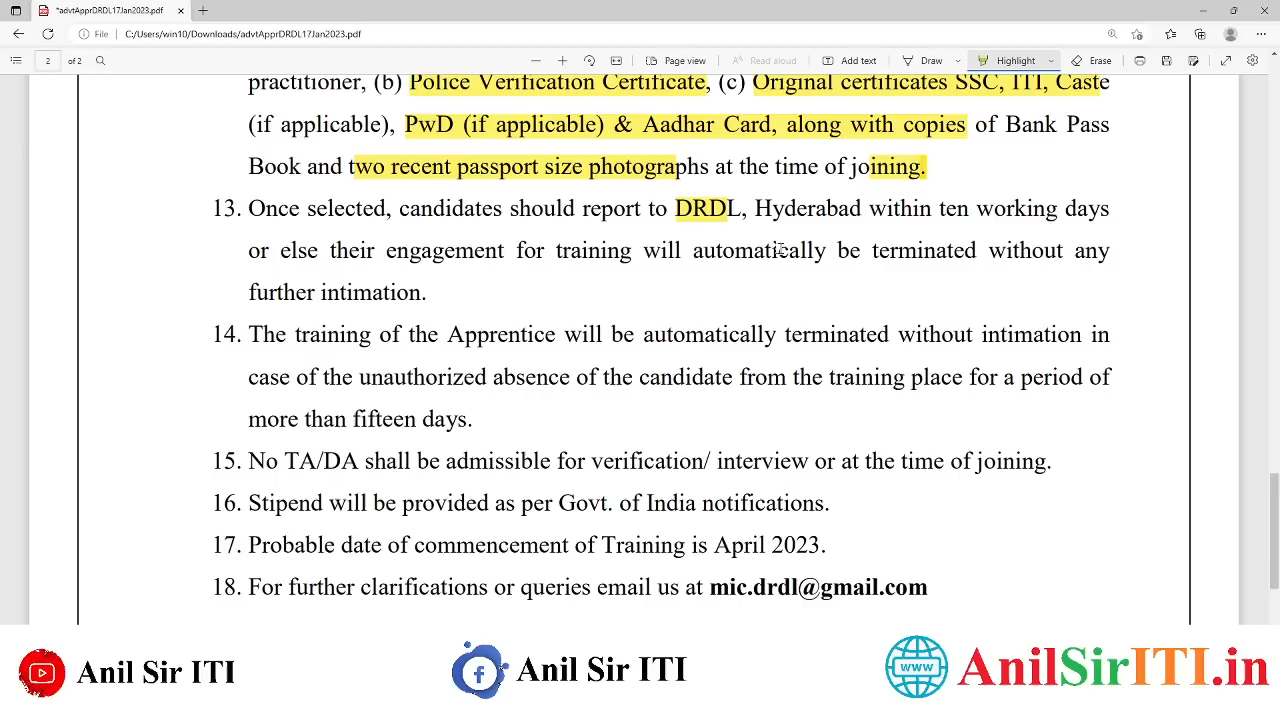 *advtApprDRDL17Jan2023.pdf
File C:/Users/win10/Downloads/advtApprDRDL17Jan2023.pdf
2 of 2 Page view Read aloud Add text Draw Highlight Erase
practitioner, (b) Police Verification Certificate, (c) Original certificates SSC, ITI, Caste
(if applicable), PwD (if applicable) & Aadhar Card, along with copies of Bank Pass
Book and two recent passport size photographs at the time of joining.
13. Once selected, candidates should report to DRDL, Hyderabad within ten working days
or else their engagement for training will automatically be terminated without any
further intimation.
14. The training of the Apprentice will be automatically terminated without intimation in
case of the unauthorized absence of the candidate from the training place for a period of
more than fifteen days.
15. No TA/DA shall be admissible for verification/ interview or at the time of joining.
16. Stipend will be provided as per Govt. of India notifications.
17. Probable date of commencement of Training is April 2023.
18. For further clarifications or queries email us at mic.drdl@gmail.com
Anil Sir ITI f Anil Sir ITI www AnilSirITI.in